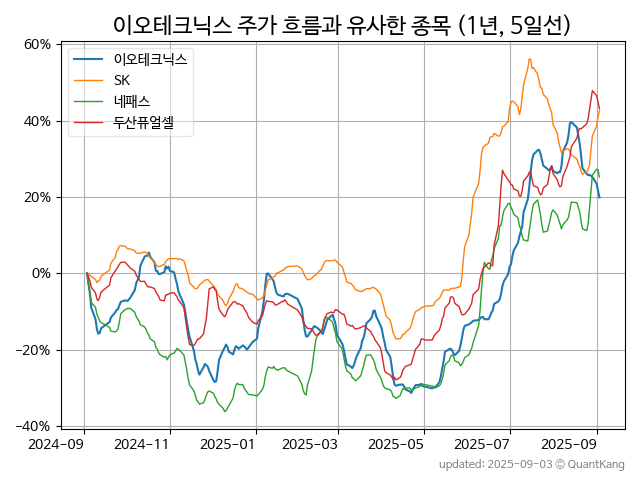 이오테크닉스 주가 흐름과 유사한 종목 (1년, 5일선)
60%
40%
20%
0%
−20%
−40%
이오테크닉스
SK
네패스
두산퓨얼셀
2024-09
2024-11
2025-01
2025-03
2025-05
2025-07
2025-09
updated: 2025-09-03 © QuantKang